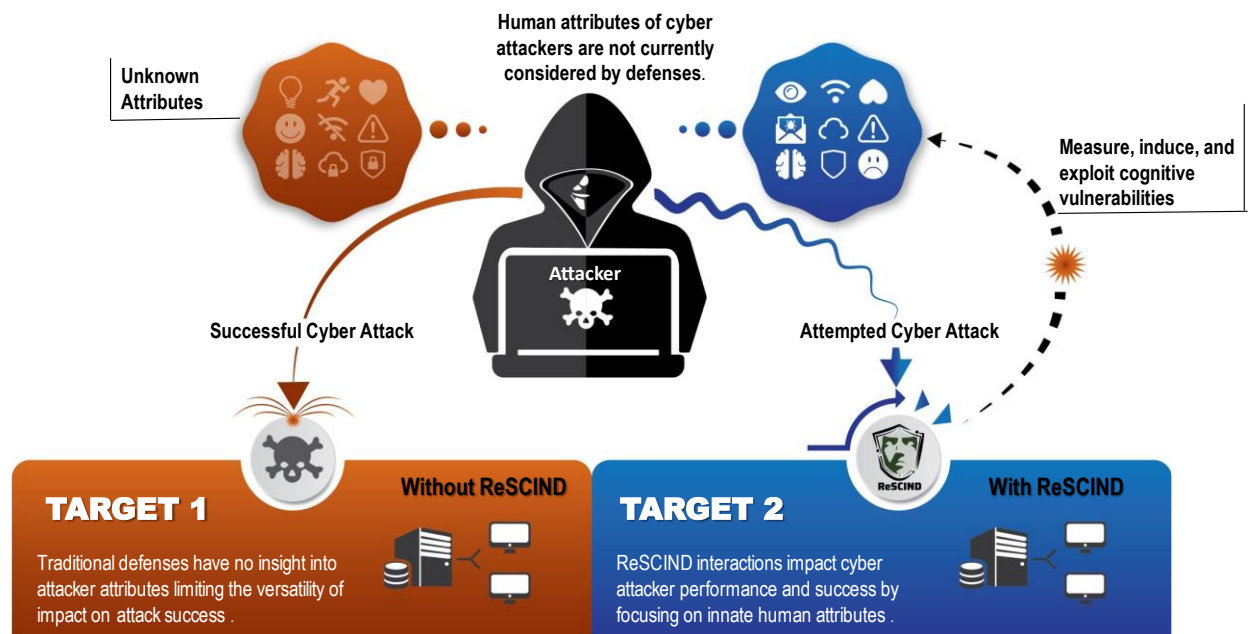 Human attributes of cyber
attackers are not currently
considered by defenses.
Unknown
Attributes
Measure, induce, and
exploit cognitive
vulnerabilities
Attacker
Successful Cyber Attack
Attempted Cyber Attack
ReSCIND
Without ReSCIND
With ReSCIND
TARGET 1
Traditional defenses have no insight into
attacker attributes limiting the versatility of
impact on attack success .
TARGET 2
ReSCIND interactions impact cyber
attacker performance and success by
focusing on innate human attributes .